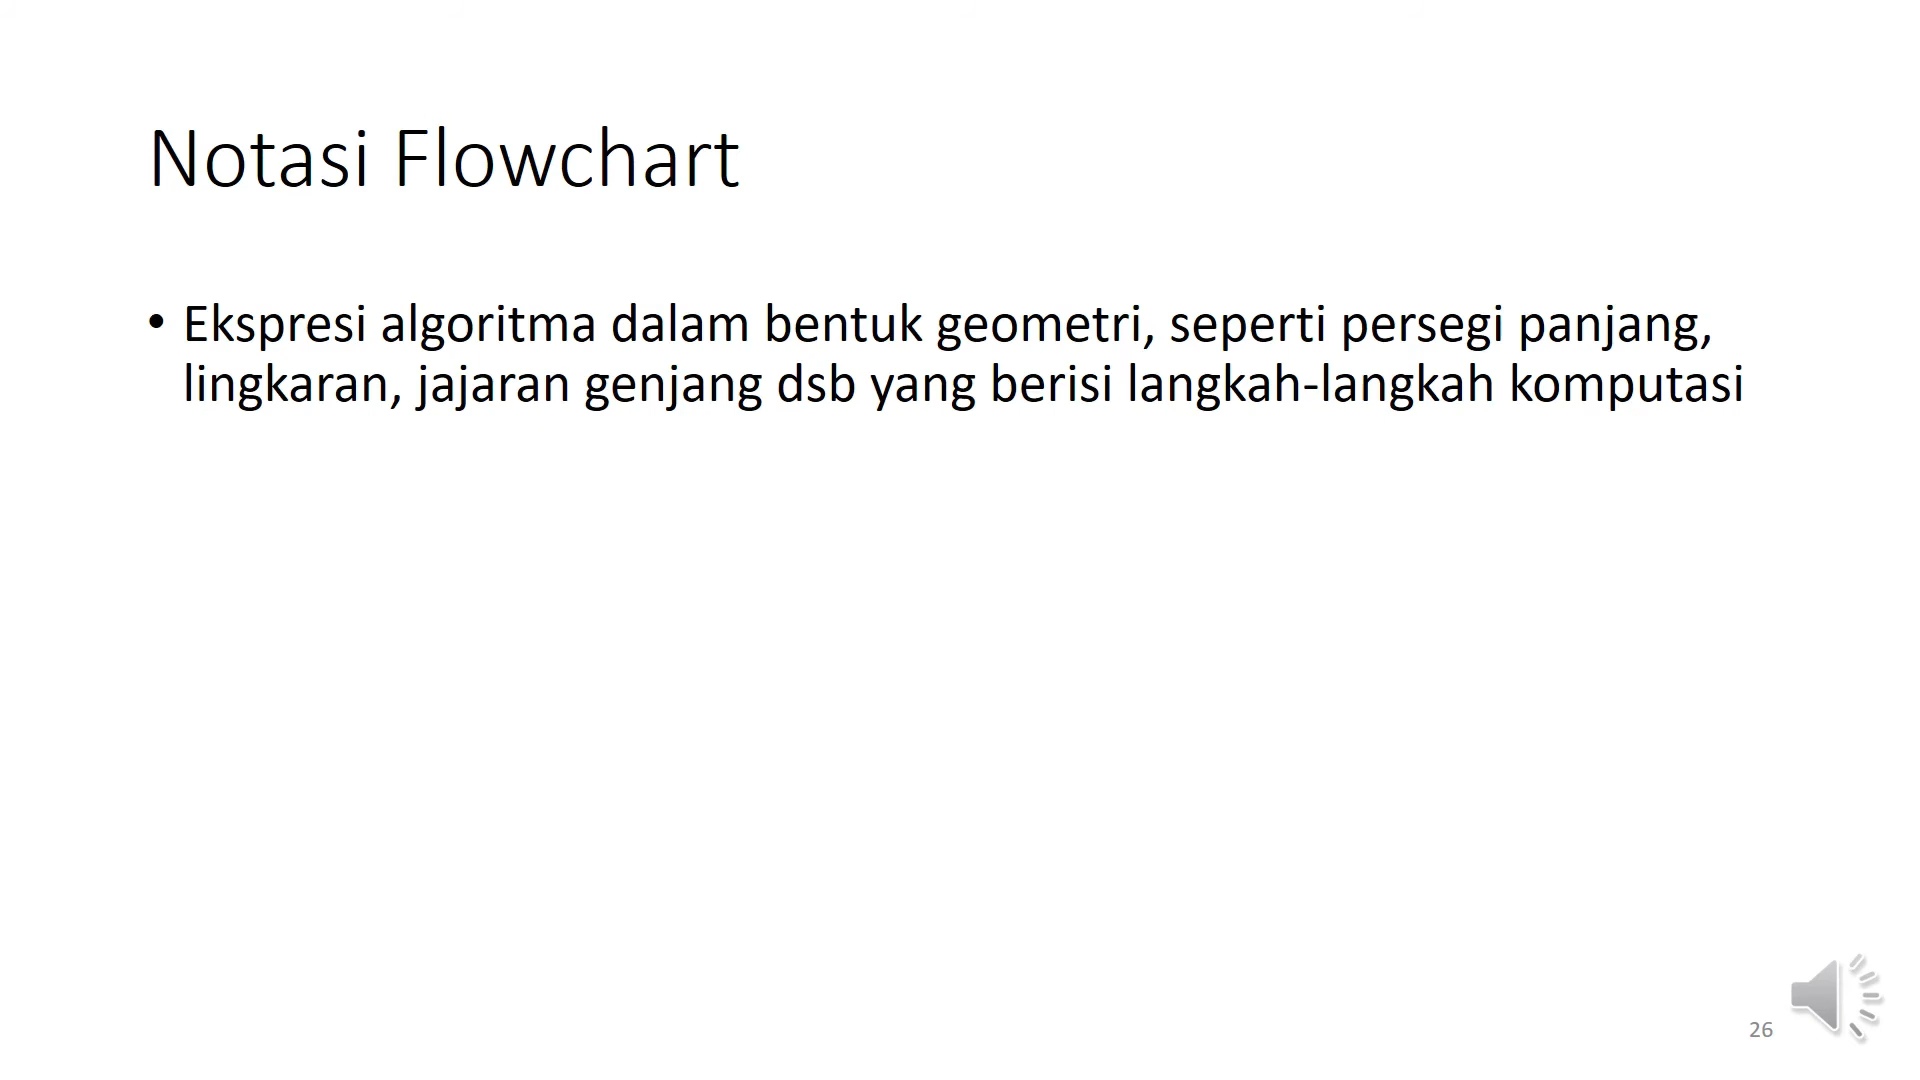 Notasi Flowchart
• Ekspresi algoritma dalam bentuk geometri, seperti persegi panjang,
lingkaran, jajaran genjang dsb yang berisi langkah-langkah komputasi
26